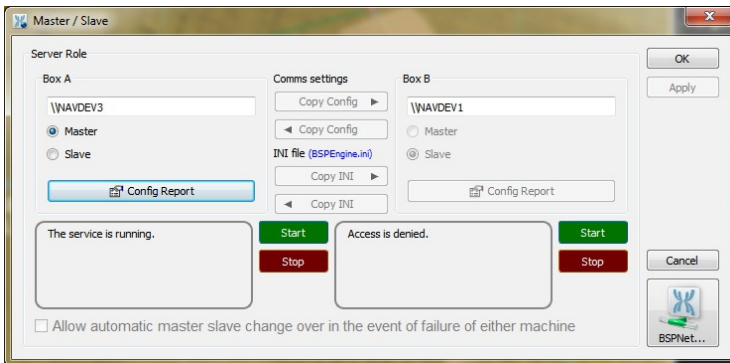 Master / Slave
Server Role
OK
Apply
Box A
Comms settings
Box B
\\NAVDEV3
Copy Config
\\NAVDEV1
Master
Copy Config
Master
Slave
INI file (BSPEngine.ini)
Slave
Config Report
Copy INI
Config Report
Copy INI
The service is running.
Start
Access is denied.
Start
Stop
Stop
Cancel
Allow automatic master slave change over in the event of failure of either machine
BSPNet...